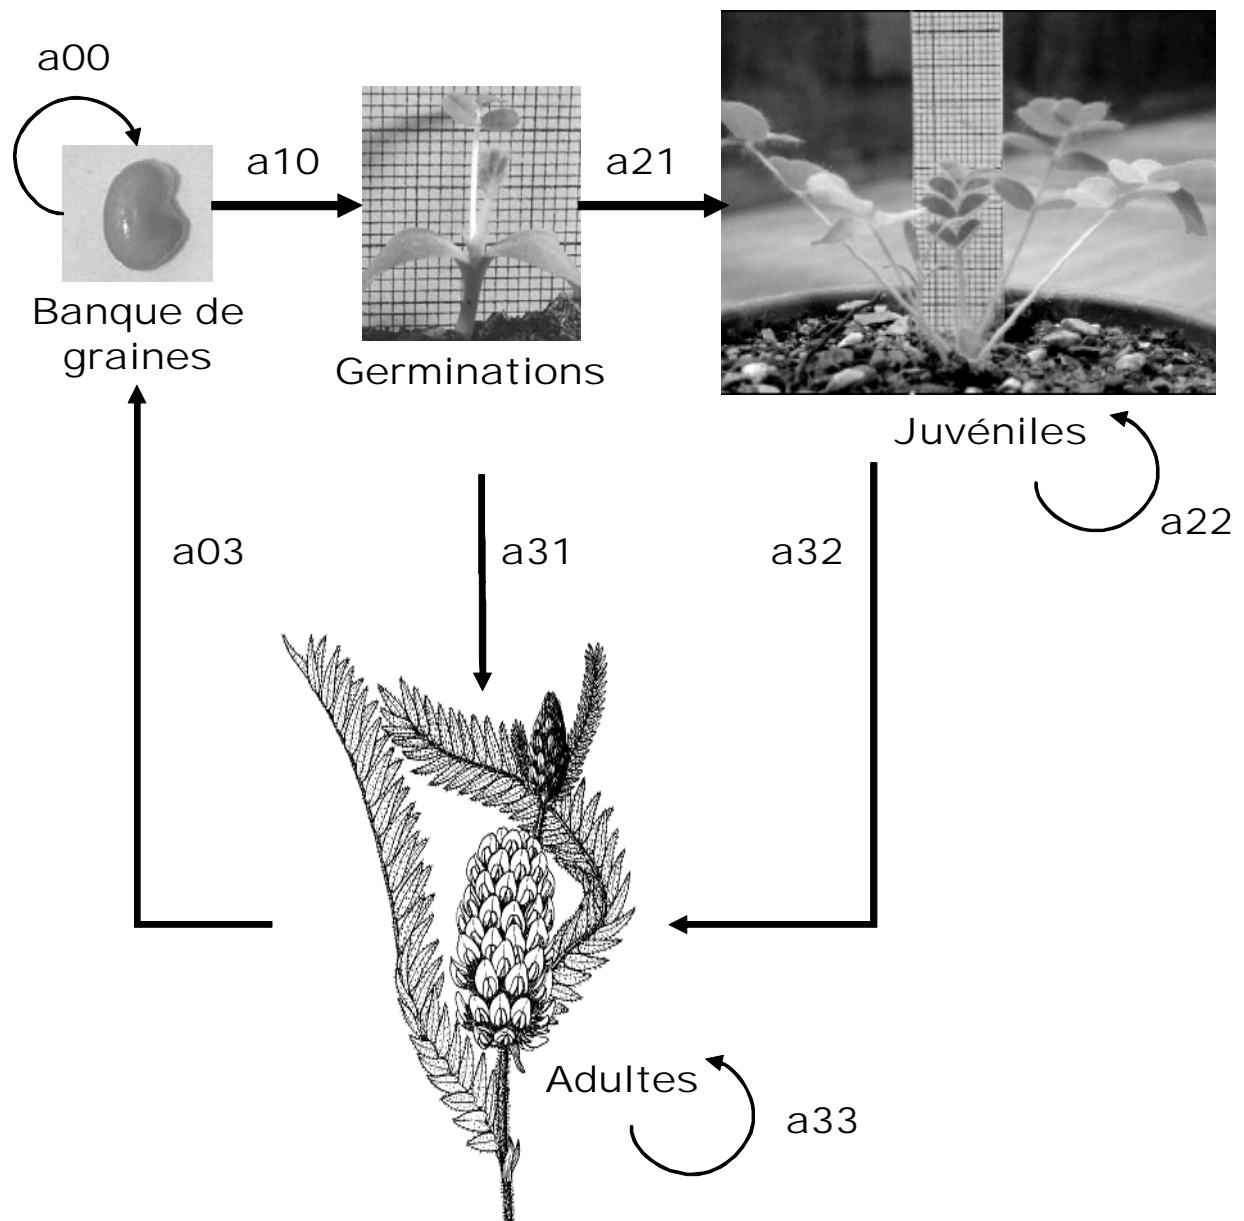 a00
a10
a21
Banque de
graines
Germinations
Juvéniles
a22
a03
a31
a32
Adultes
a33